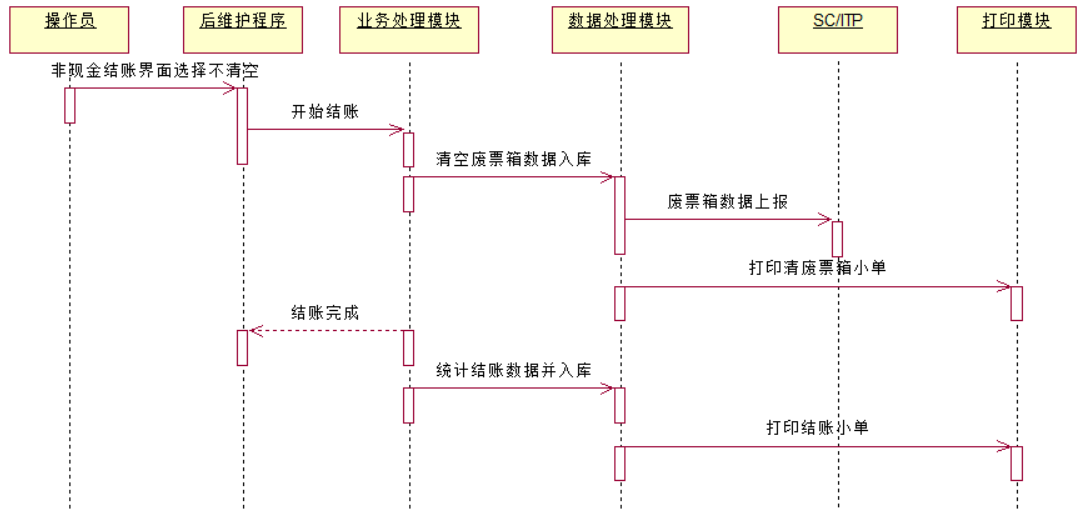 操作员
后维护程序
业务处理模块
数据处理模块
SC/ITP
打印模块
非现金结账界面选择不清空
开始结账
清空废票箱数据入库
废票箱数据上报
打印清废票箱小单
结账完成
统计结账数据并入库
打印结账小单